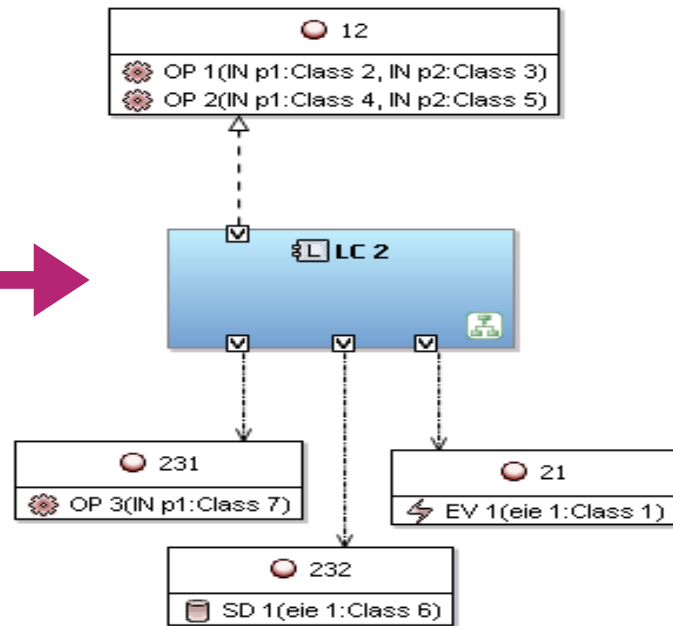 12
OP 1(IN p1:Class 2, IN p2:Class 3)
OP 2(IN p1:Class 4, IN p2:Class 5)
L LC 2
231
OP 3(IN p1:Class 7)
21
EV 1(eie 1:Class 1)
232
SD 1(eie 1:Class 6)